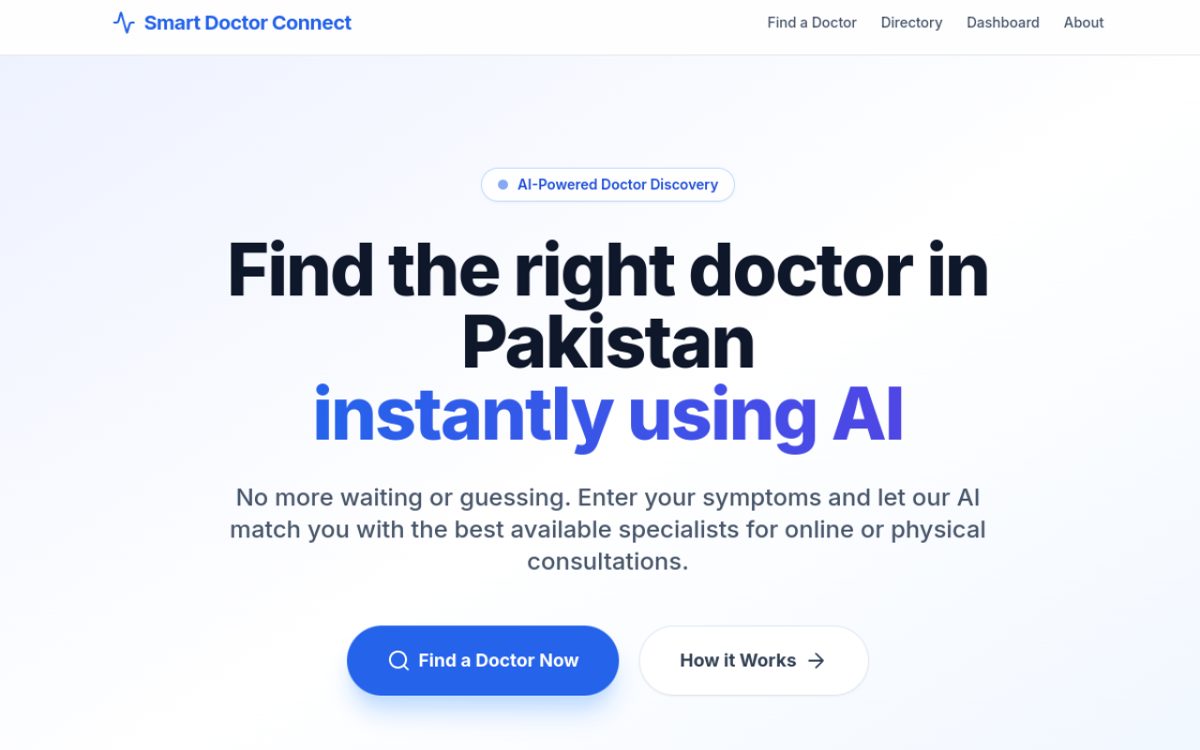 Smart Doctor Connect
Find a Doctor
Directory
Dashboard
About
AI-Powered Doctor Discovery
Find the right doctor in
Pakistan
instantly using AI
No more waiting or guessing. Enter your symptoms and let our AI
match you with the best available specialists for online or physical
consultations.
Find a Doctor Now
How it Works